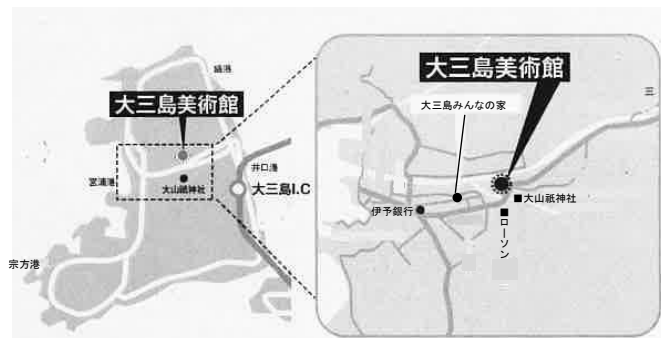 盛港
大三島美術館
井口港
宮浦港
大山祇神社
大三島I.C
宗方港
大三島美術館
大三島みんなの家
三
伊予銀行
大山祇神社
ローソン